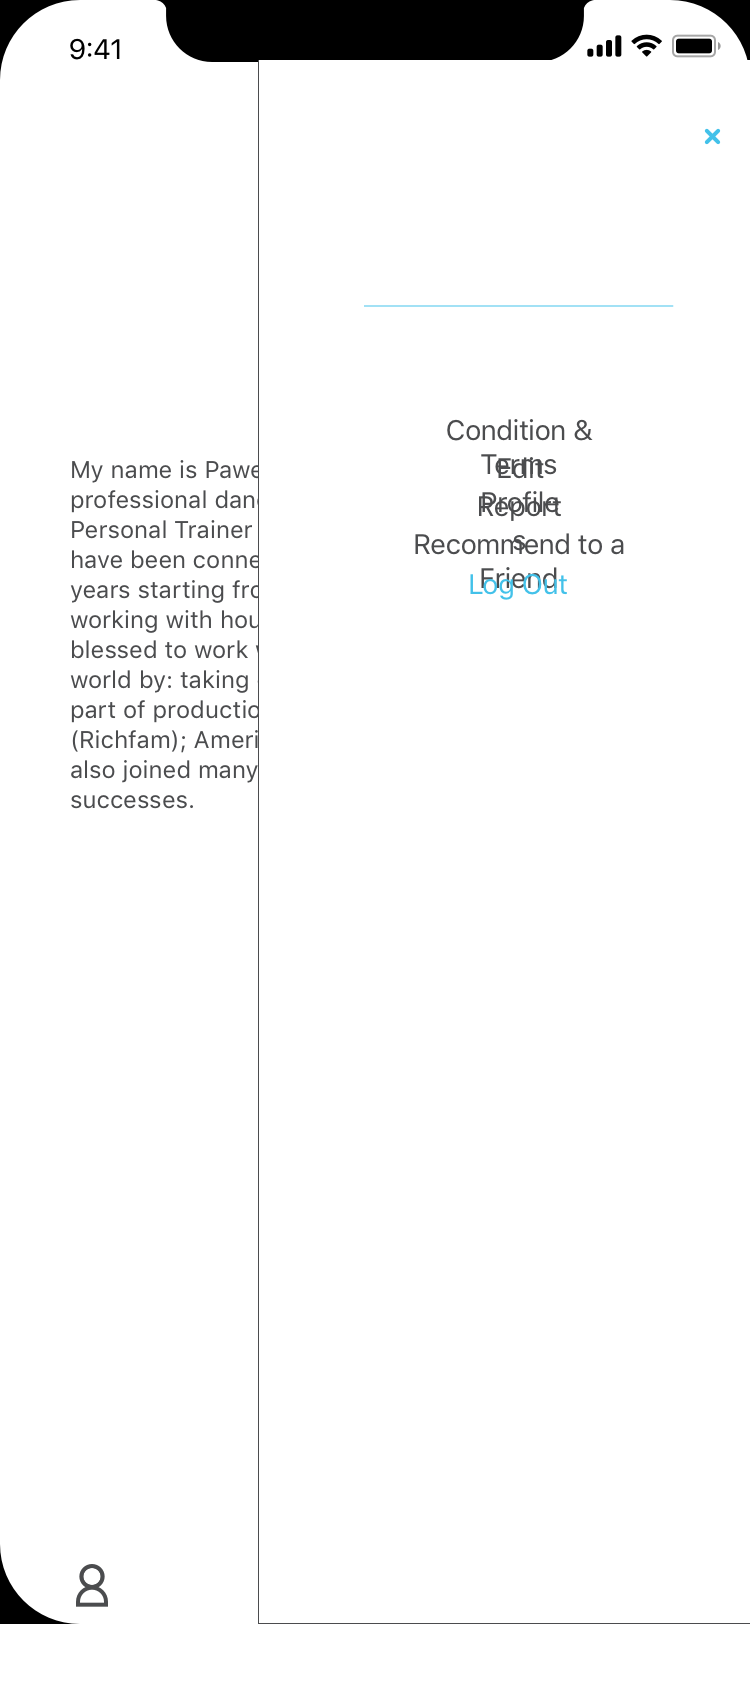 9:41
My name is Pawe
professional dan
Personal Trainer
have been conne
years starting fro
working with hou
blessed to work
world by: taking
part of productio
(Richfam); Ameri
also joined many
successes.
Condition &
Terms
Edit
Profile
Report
s
Recommend to a
Friend
Log Out